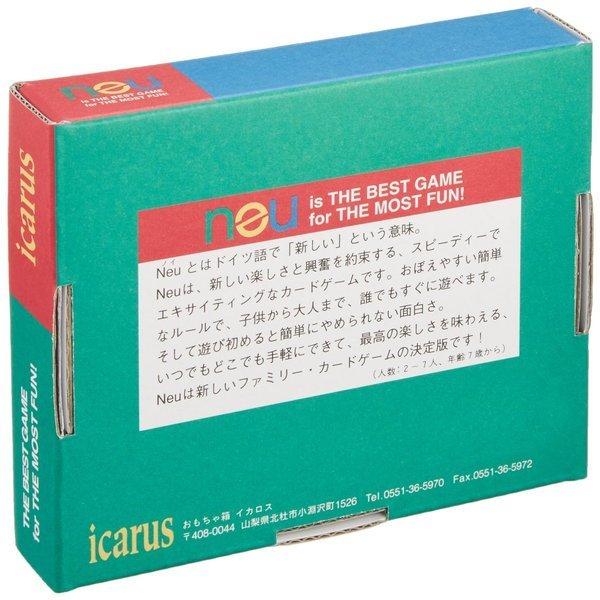 neu
is THE BEST GAME
for THE MOST FUN!
icarus
THE BEST GAME
for THE MOST FUN!
neu
is THE BEST GAME
for THE MOST FUN!
ノイ
Neu とはドイツ語で「新しい」という意味。
Neuは、新しい楽しさと興奮を約束する、スピーディーで
エキサイティングなカードゲームです。おぼえやすい簡単
なルールで、子供から大人まで、誰でもすぐに遊べます。
そして遊び初めると簡単にやめられない面白さ。
いつでもどこでも手軽にできて、最高の楽しさを味わえる、
Neuは新しいファミリー・カードゲームの決定版です!
(人数:2−7人、年齢7歳から)
icarus
おもちゃ箱 イカロス
〒408-0044 山梨県北杜市小淵沢町1526 Tel.0551-36-5970 Fax.0551-36-5972